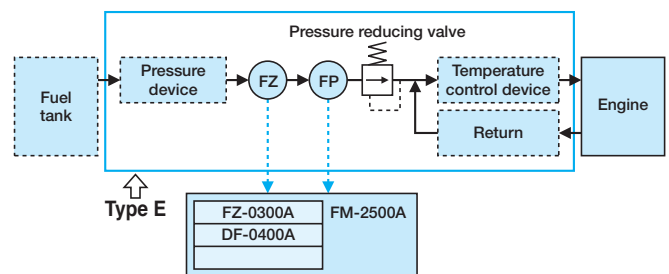 Pressure reducing valve
Fuel
tank
Pressure
device
FZ
FP
Temperature
control device
Engine
Return
Type E
FZ-0300A
FM-2500A
DF-0400A